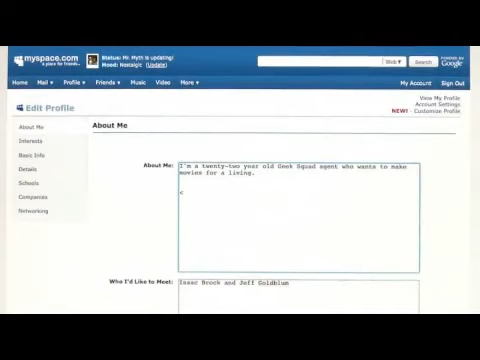 myspace.com
a place for friends
Status: Mr. Myth is updating!
Mood: Nostalgic (Update)
Web
Search
POWERED BY
Google
Home Mail Profile Friends Music Video More My Account Sign Out
View My Profile
Account Settings
NEW! - Customize Profile
Edit Profile
About Me
Interests
Basic Info
Details
Schools
Companies
Networking
About Me
About Me:
I'm a twenty-two year old Geek Squad agent who wants to make
movies for a living.
<
Who I'd Like to Meet:
Isaac Brock and Jeff Goldblum